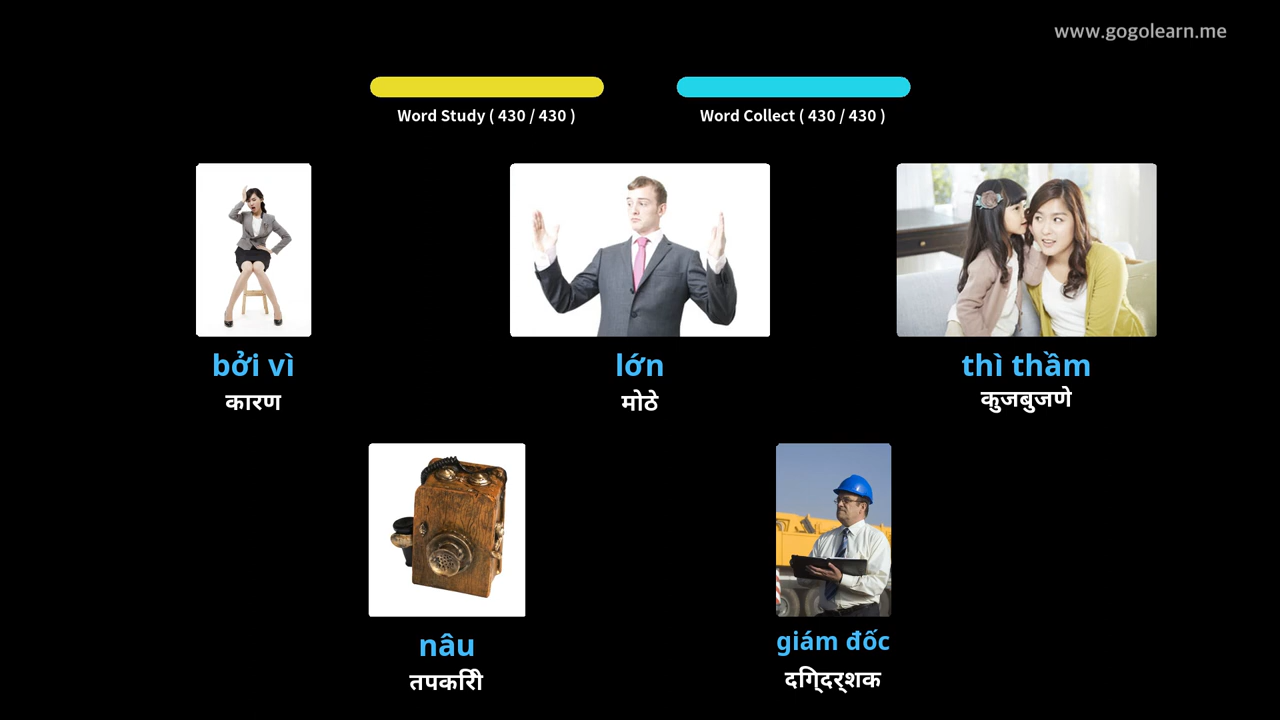 www.gogolearn.me
Word Study ( 430 / 430 )
Word Collect ( 430 / 430 )
bởi vì
lớn
thì thầm
कारण
मोठे
कुजबुजणे
nâu
giám đốc
तपकिरी
दिग्दर्शक